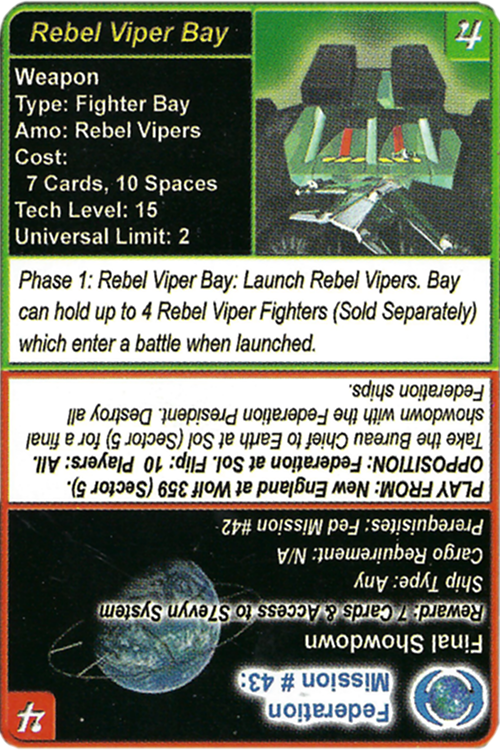 Rebel Viper Bay
4
Weapon
Type: Fighter Bay
Amo: Rebel Vipers
Cost:
7 Cards, 10 Spaces
Tech Level: 15
Universal Limit: 2
Phase 1: Rebel Viper Bay: Launch Rebel Vipers. Bay
can hold up to 4 Rebel Viper Fighters (Sold Separately)
which enter a battle when launched.
4
Federation
Mission # 43:
Final Showdown
Reward: 7 Cards & Access to S7evyn System
Ship Type: Any
Cargo Requirement: N/A
Prerequisites: Fed Mission #42
PLAY FROM: New England at Wolf 359 (Sector 5).
OPPOSITION: Federation at Sol. Flip: 10 Players: All.
Take the Bureau Chief to Earth at Sol (Sector 5) for a final
showdown with the Federation President. Destroy all
Federation ships.